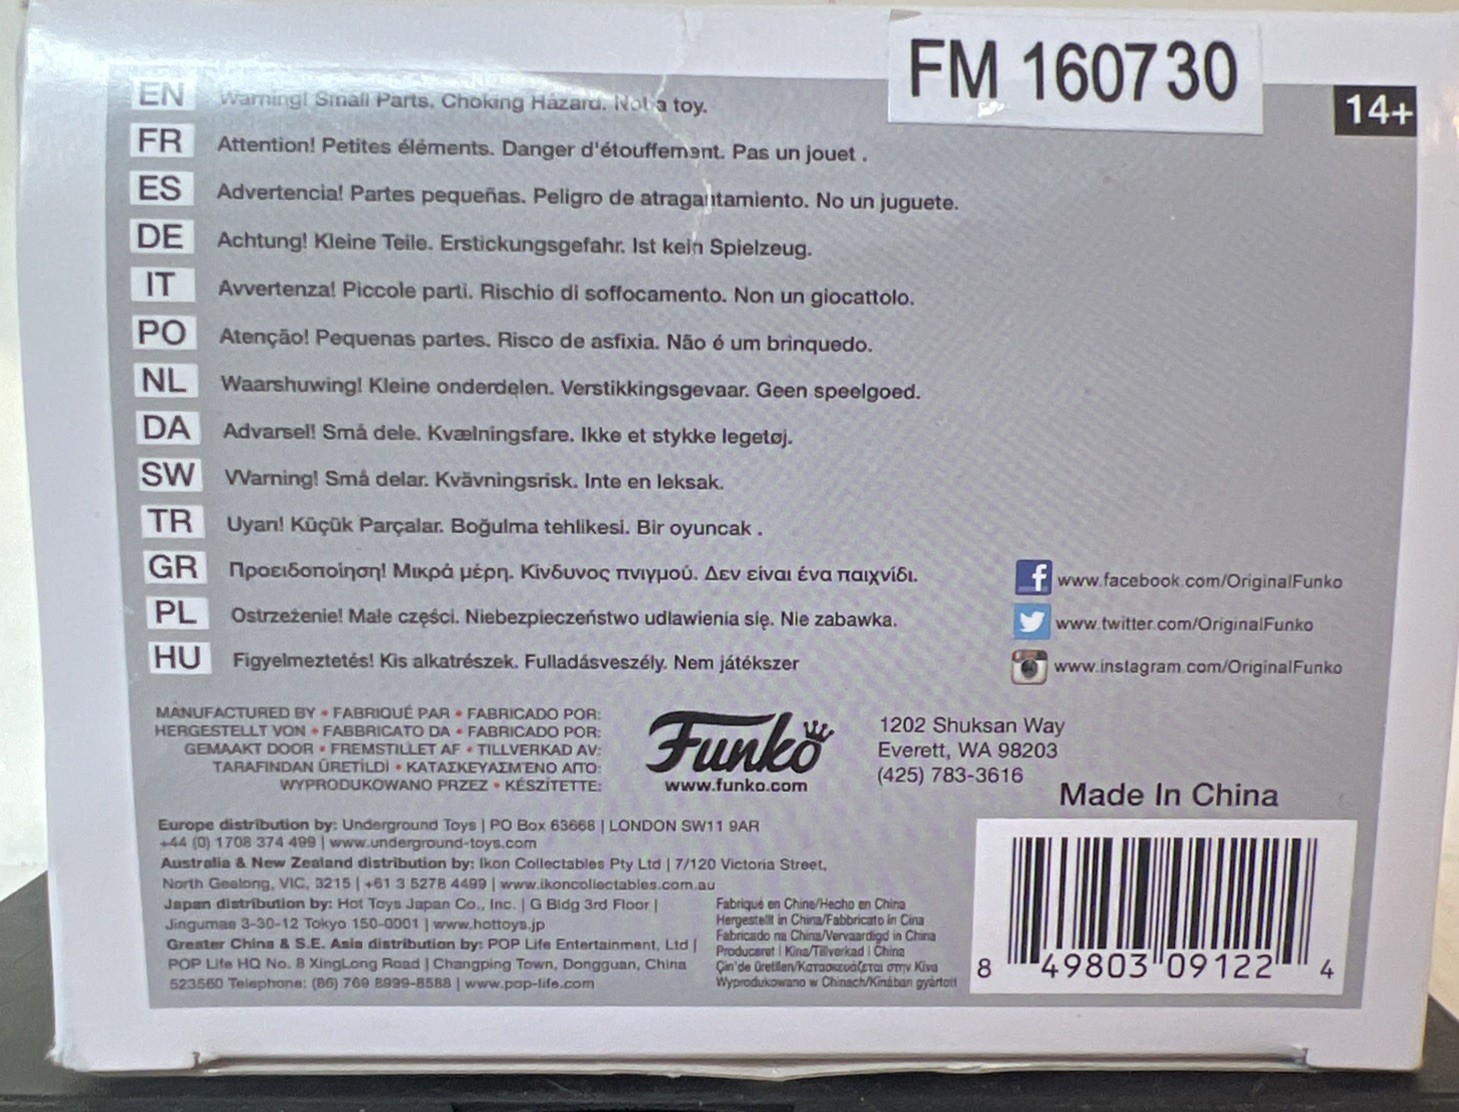 FM 160730
14+
EN Warning! Small Parts. Choking Hazard. Not a toy.
FR Attention! Petites éléments. Danger d'étouffement. Pas un jouet .
ES Advertencia! Partes pequeñas. Peligro de atragantamiento. No un juguete.
DE Achtung! Kleine Teile. Erstickungsgefahr. Ist kein Spielzeug.
IT Avvertenza! Piccole parti. Rischio di soffocamento. Non un giocattolo.
PO Atenção! Pequenas partes. Risco de asfixia. Não é um brinquedo.
NL Waarshuwing! Kleine onderdelen. Verstikkingsgevaar. Geen speelgoed.
DA Advarsel! Små dele. Kvælningsfare. Ikke et stykke legetøj.
SW Warning! Små delar. Kvävningsrisk. Inte en leksak.
TR Uyan! Küçük Parçalar. Boğulma tehlikesi. Bir oyuncak .
GR Προειδοποίηση! Μικρά μέρη. Κίνδυνος πνιγμού. Δεν είναι ένα παιχνίδι.
PL Ostrzeżenie! Małe części. Niebezpieczeństwo udlawienia się. Nie zabawka.
HU Figyelmeztetés! Kis alkatrészek. Fulladásveszély. Nem játékszer
www.facebook.com/OriginalFunko
www.twitter.com/OriginalFunko
www.instagram.com/OriginalFunko
MANUFACTURED BY • FABRIQUÉ PAR • FABRICADO POR:
HERGESTELLT VON • FABBRICATO DA • FABRICADO POR:
GEMAAKT DOOR • FREMSTILLET AF • TILLVERKAD AV:
TARAFINDAN ÜRETİLDİ • ΚΑΤΑΣΚΕΥΑΣΜΈΝΟ ΑΠΌ:
WYPRODUKOWANO PRZEZ • KÉSZÍTETTE:
Funko
www.funko.com
1202 Shuksan Way
Everett, WA 98203
(425) 783-3616
Made In China
Europe distribution by: Underground Toys | PO Box 63668 | LONDON SW11 9AR
+44 (0) 1708 374 499 | www.underground-toys.com
Australia & New Zealand distribution by: Ikon Collectables Pty Ltd | 7/120 Victoria Street,
North Geelong, VIC, 3215 | +61 3 5278 4499 | www.ikoncollectables.com.au
Japan distribution by: Hot Toys Japan Co., Inc. | G Bldg 3rd Floor |
Jingumae 3-30-12 Tokyo 150-0001 | www.hottoys.jp
Greater China & S.E. Asia distribution by: POP Life Entertainment, Ltd |
POP Life HQ No. 8 XingLong Road | Changping Town, Dongguan, China
523560 Telephone: (86) 769 8999-8588 | www.pop-life.com
Fabriqué en Chine/Hecho en China
Hergestellt in China/Fabbricato in Cina
Fabricado na China/Vervaardigd in China
Produceret i Kina/Tillverkad i China
Çin'de üretilen/Κατασκευάζεται στην Κίνα
Wyprodukowano w Chinach/Kínában gyártott
8 49803 09122 4